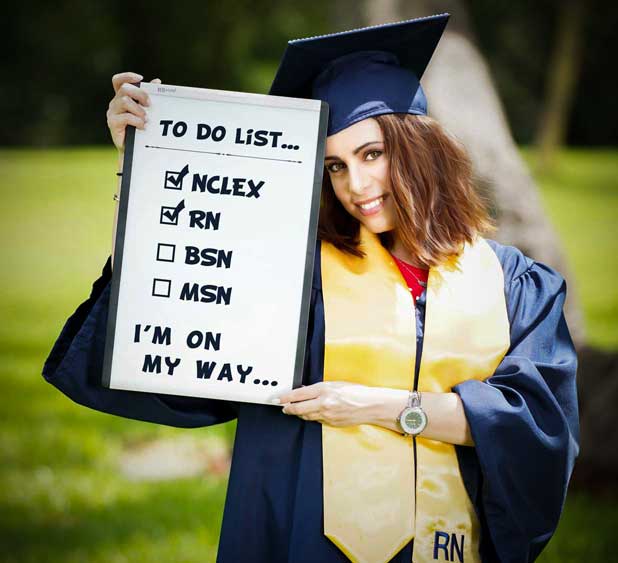 TO DO LiST...
NCLEX
RN
BSN
MSN
I'M ON
MY WAY...
RN